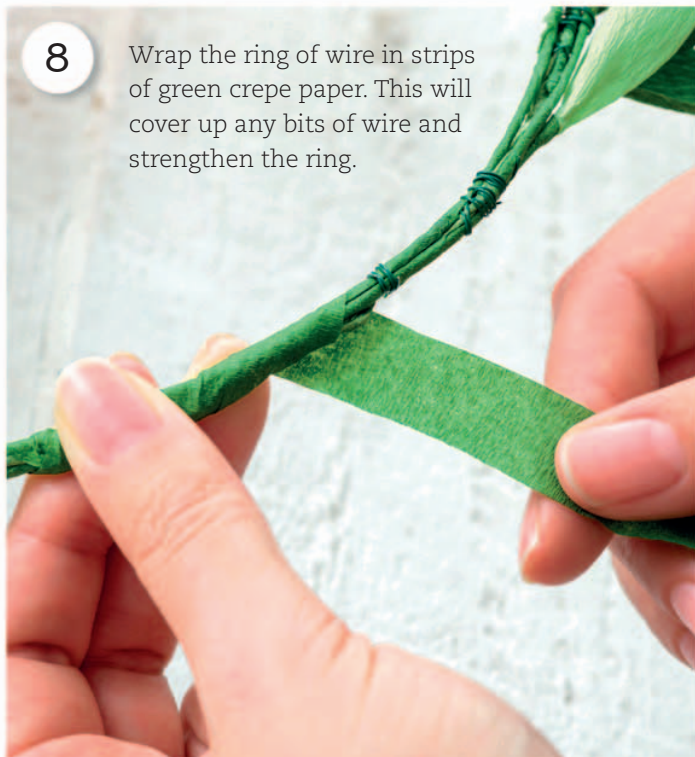 8
Wrap the ring of wire in strips
of green crepe paper. This will
cover up any bits of wire and
strengthen the ring.